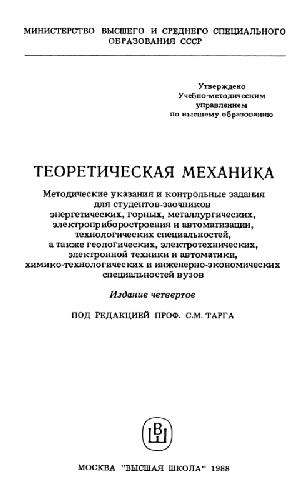 МИНИСТЕРСТВО ВЫСШЕГО И СРЕДНЕГО СПЕЦИАЛЬНОГО
ОБРАЗОВАНИЯ СССР
Утверждено
Учебно-методическим
управлением
по высшему образованию
ТЕОРЕТИЧЕСКАЯ МЕХАНИКА
Методические указания и контрольные задания
для студентов-заочников
энергетических, горных, металлургических,
электроприборостроения и автоматизации,
технологических специальностей,
а также геологических, электротехнических,
электронной техники и автоматики,
химико-технологических и инженерно-экономических
специальностей вузов
Издание четвертое
ПОД РЕДАКЦИЕЙ ПРОФ. С.М. ТАРГА
ВШ
МОСКВА "ВЫСШАЯ ШКОЛА" 1988